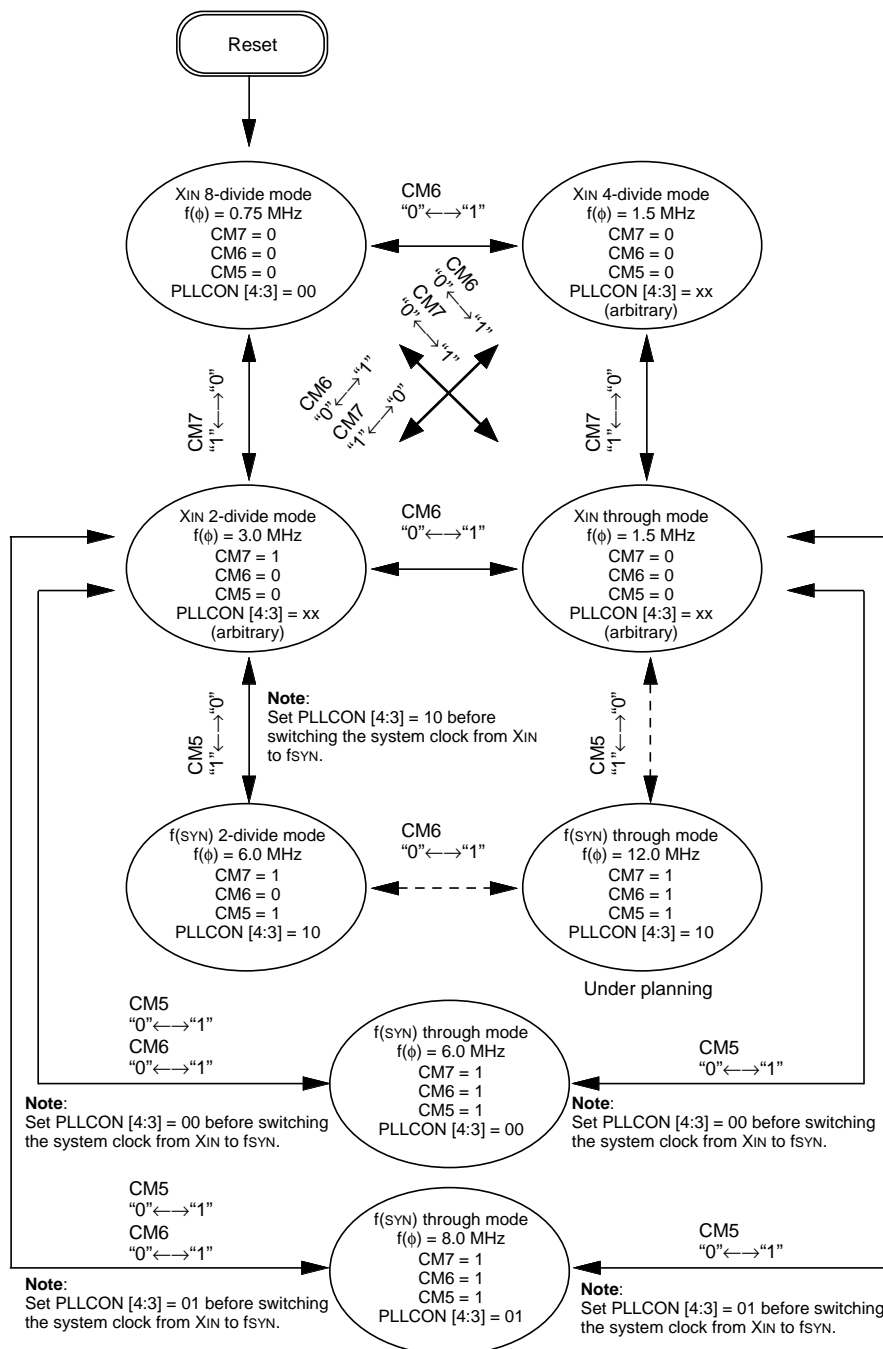 Reset
XIN 8-divide mode
f(ϕ) = 0.75 MHz
CM7 = 0
CM6 = 0
CM5 = 0
PLLCON [4:3] = 00
CM6
“0”←→“1”
XIN 4-divide mode
f(ϕ) = 1.5 MHz
CM7 = 0
CM6 = 0
CM5 = 0
PLLCON [4:3] = xx
(arbitrary)
CM6
“0”←→“1”
CM7
“0”←→“1”
CM6
“0”←→“1”
CM7
“1”←→“0”
CM7
“1”←→“0”
CM7
“1”←→“0”
XIN 2-divide mode
f(ϕ) = 3.0 MHz
CM7 = 1
CM6 = 0
CM5 = 0
PLLCON [4:3] = xx
(arbitrary)
CM6
“0”←→“1”
XIN through mode
f(ϕ) = 1.5 MHz
CM7 = 0
CM6 = 0
CM5 = 0
PLLCON [4:3] = xx
(arbitrary)
CM5
“1”←→“0”
Note:
Set PLLCON [4:3] = 10 before
switching the system clock from XIN
to fSYN.
CM5
“1”←→“0”
f(SYN) 2-divide mode
f(ϕ) = 6.0 MHz
CM7 = 1
CM6 = 0
CM5 = 1
PLLCON [4:3] = 10
CM6
“0”←→“1”
f(SYN) through mode
f(ϕ) = 12.0 MHz
CM7 = 1
CM6 = 1
CM5 = 1
PLLCON [4:3] = 10
Under planning
CM5
“0”←→“1”
CM6
“0”←→“1”
Note:
Set PLLCON [4:3] = 00 before switching
the system clock from XIN to fSYN.
f(SYN) through mode
f(ϕ) = 6.0 MHz
CM7 = 1
CM6 = 1
CM5 = 1
PLLCON [4:3] = 00
CM5
“0”←→“1”
Note:
Set PLLCON [4:3] = 00 before switching
the system clock from XIN to fSYN.
CM5
“0”←→“1”
CM6
“0”←→“1”
Note:
Set PLLCON [4:3] = 01 before switching
the system clock from XIN to fSYN.
f(SYN) through mode
f(ϕ) = 8.0 MHz
CM7 = 1
CM6 = 1
CM5 = 1
PLLCON [4:3] = 01
CM5
“0”←→“1”
Note:
Set PLLCON [4:3] = 01 before switching
the system clock from XIN to fSYN.